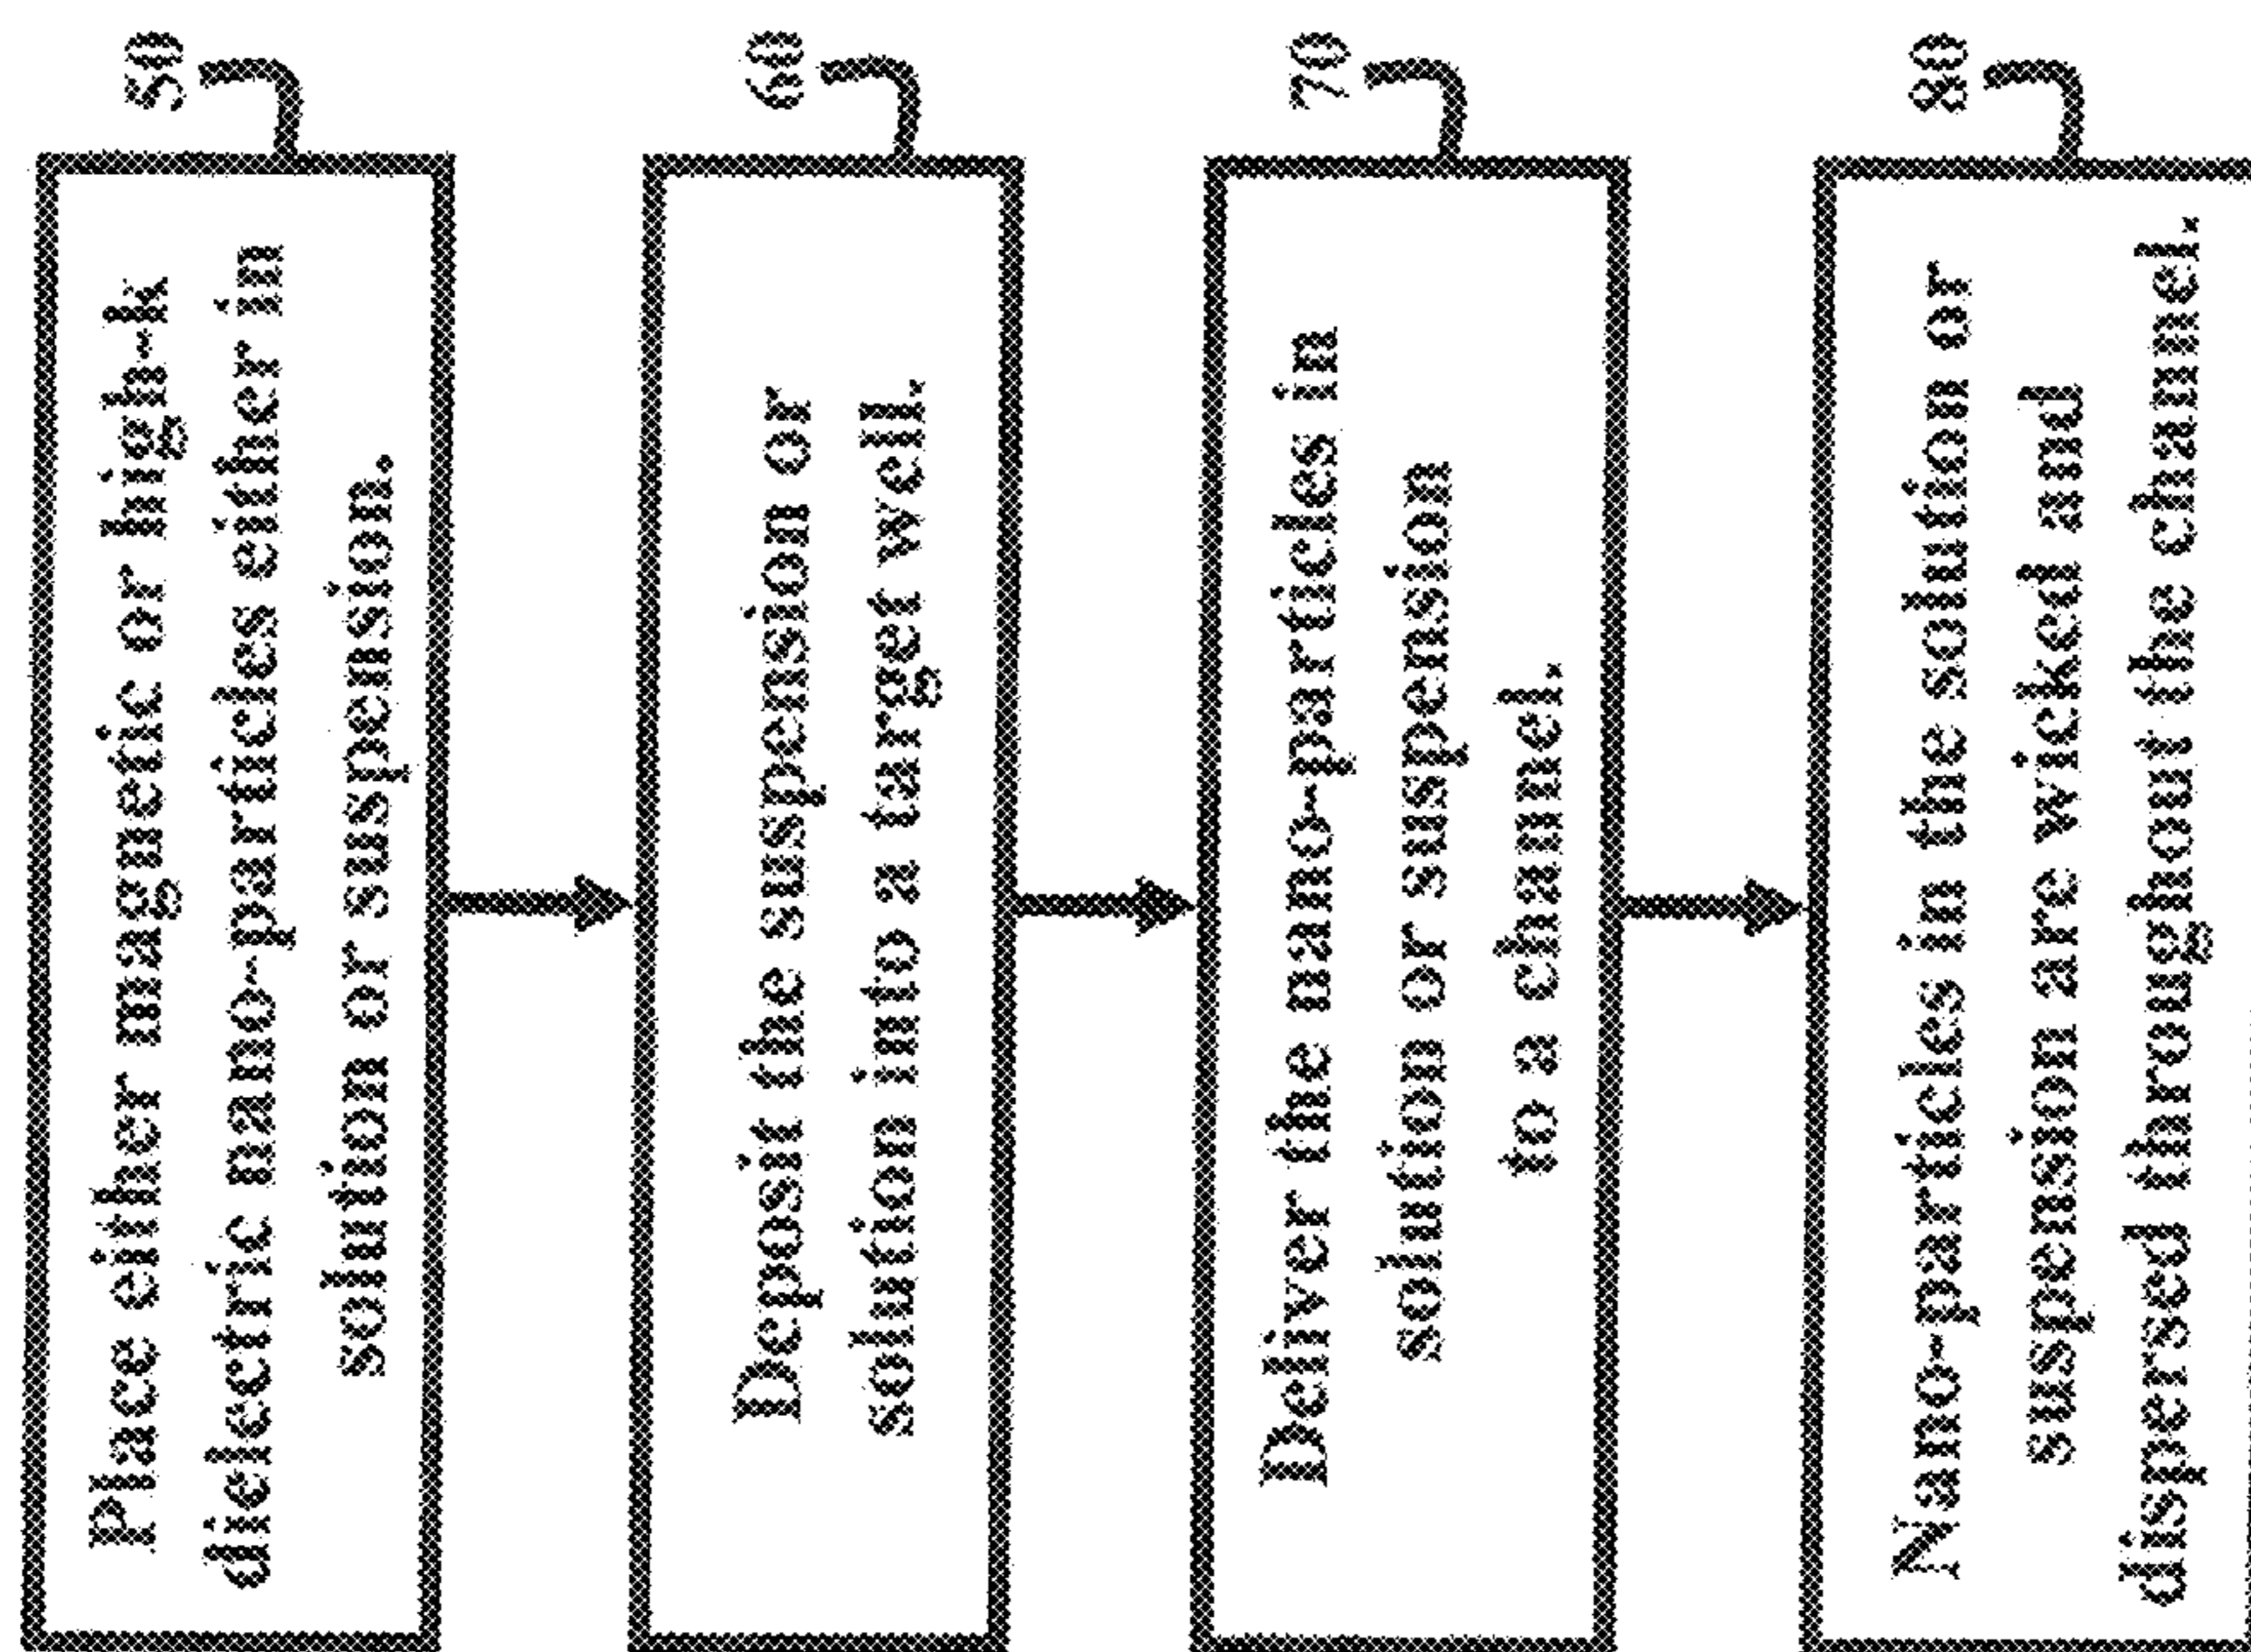 Place either magnetic or high-k
dielectric nano-particles either in
solution or suspension.
50
Deposit the suspension or
solution into a target well.
60
Deliver the nano-particles in
solution or suspension
to a channel.
70
Nano-particles in the solution or
suspension are wicked and
dispersed throughout the channel.
80